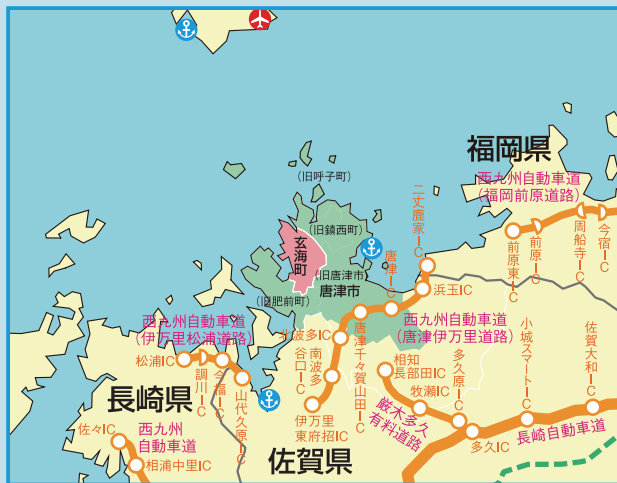 福岡県
西九州自動車道
(福岡前原道路)
今宿IC
周船寺IC
前原IC
前原東IC
二丈鹿家IC
(旧呼子町)
(旧鎮西町)
玄海町
(旧唐津市)
唐津市
(旧肥前町)
唐津IC
浜玉IC
西九州自動車道
(唐津伊万里道路)
西九州自動車道
(伊万里松浦道路)
松浦IC
調川IC
今福IC
山代久原IC
北波多IC
南波多
谷口IC
伊万里
東府招IC
唐津千々賀山田IC
相知
長部田IC
牧瀬IC
厳木多久
有料道路
多久原IC
多久IC
小城スマートIC
佐賀大和IC
長崎自動車道
長崎県
西九州
自動車道
佐々IC
相浦中里IC
佐賀県